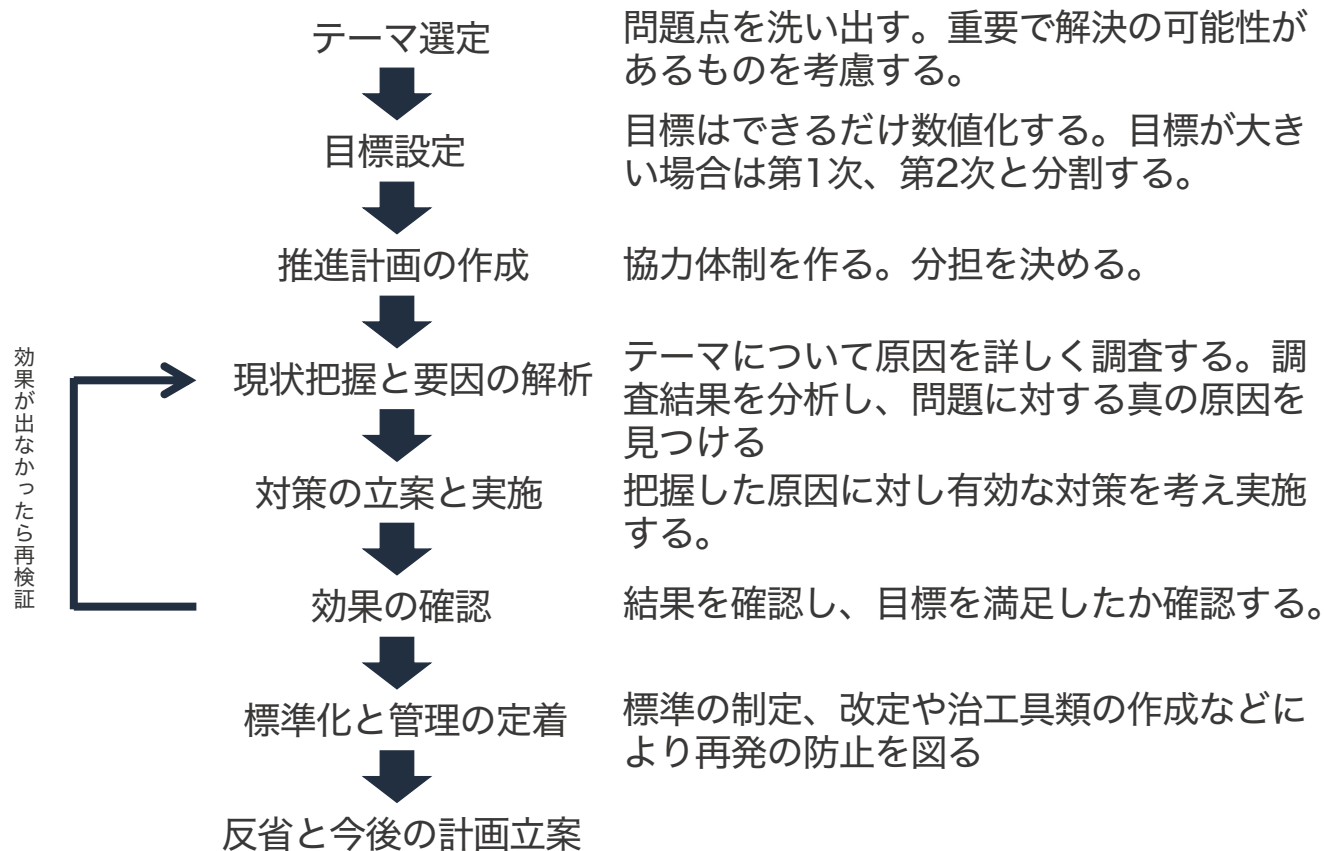 テーマ選定
問題点を洗い出す。重要で解決の可能性が
あるものを考慮する。
目標設定
目標はできるだけ数値化する。目標が大き
い場合は第1次、第2次と分割する。
推進計画の作成
協力体制を作る。分担を決める。
効果が出なかったら再検証
現状把握と要因の解析
テーマについて原因を詳しく調査する。調
査結果を分析し、問題に対する真の原因を
見つける
対策の立案と実施
把握した原因に対し有効な対策を考え実施
する。
効果の確認
結果を確認し、目標を満足したか確認する。
標準化と管理の定着
標準の制定、改定や治工具類の作成などに
より再発の防止を図る
反省と今後の計画立案